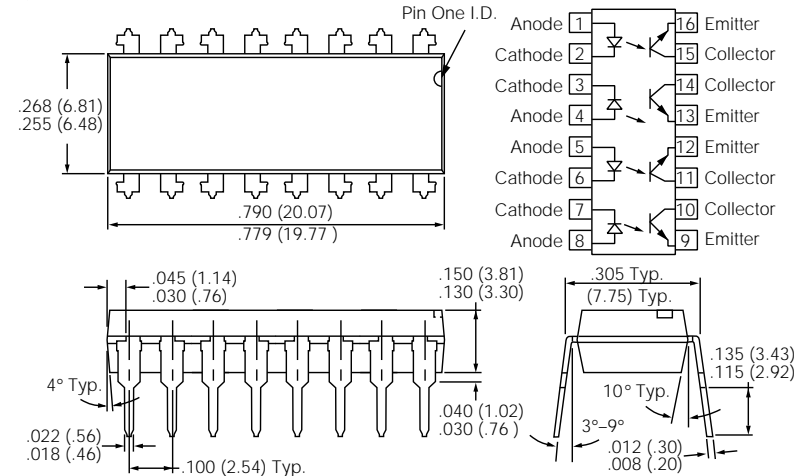 Pin One I.D.
.268 (6.81)
.255 (6.48)
.790 (20.07)
.779 (19.77 )
Anode 1
Cathode 2
Cathode 3
Anode 4
Anode 5
Cathode 6
Cathode 7
Anode 8
16 Emitter
15 Collector
14 Collector
13 Emitter
12 Emitter
11 Collector
10 Collector
9 Emitter
.045 (1.14)
.030 (.76)
.150 (3.81)
.130 (3.30)
4° Typ.
.022 (.56)
.018 (.46)
.100 (2.54) Typ.
.040 (1.02)
.030 (.76 )
.305 Typ.
(7.75) Typ.
.135 (3.43)
.115 (2.92)
10° Typ.
3°–9°
.012 (.30)
.008 (.20)